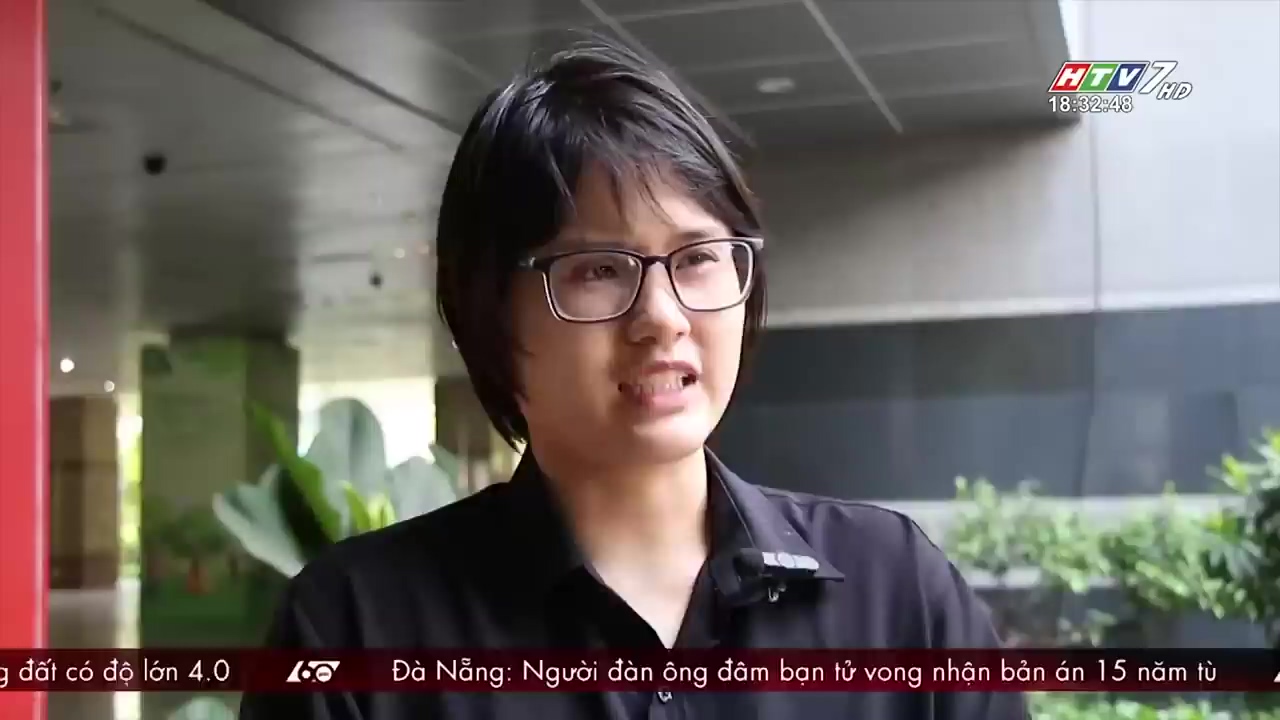 HTV7 HD
18:32:48
g đất có độ lớn 4.0 60 Đà Nẵng: Người đàn ông đâm bạn tử vong nhận bản án 15 năm tù